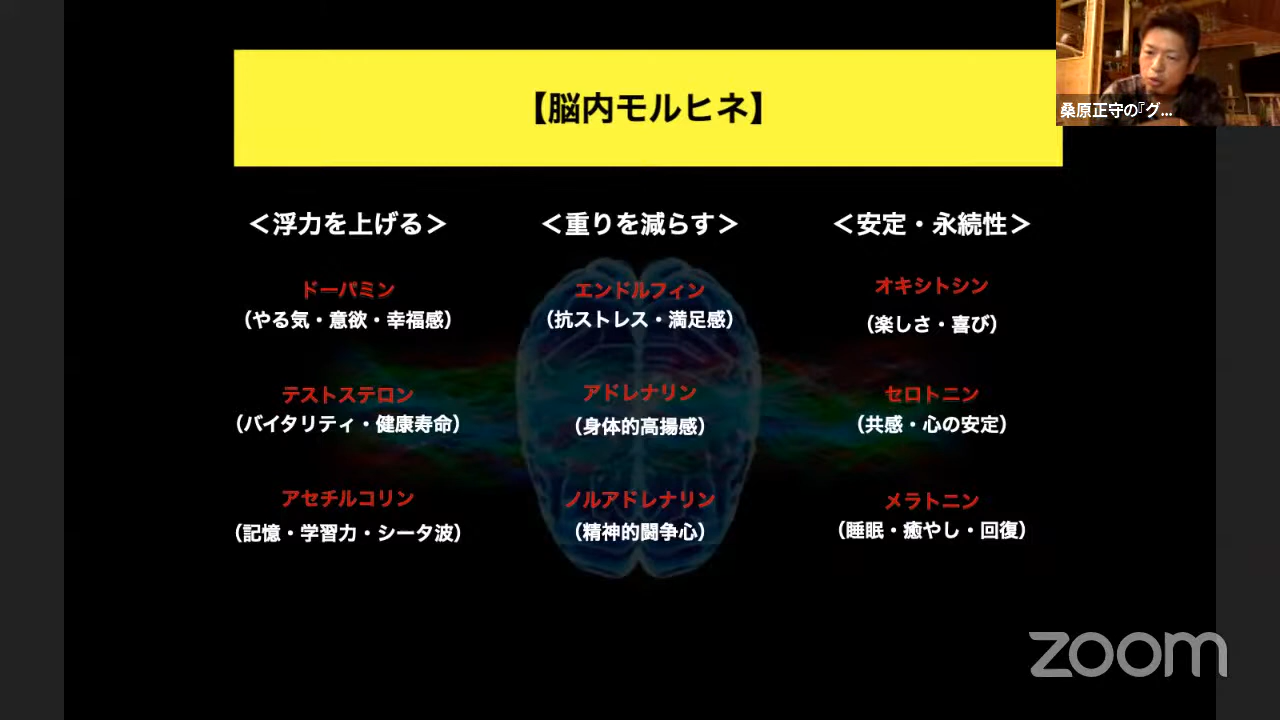 【脳内モルヒネ】
桑原正守の『グ...
＜浮力を上げる＞
ドーパミン
（やる気・意欲・幸福感）
テストステロン
（バイタリティ・健康寿命）
アセチルコリン
（記憶・学習力・シータ波）
＜重りを減らす＞
エンドルフィン
（抗ストレス・満足感）
アドレナリン
（身体的高揚感）
ノルアドレナリン
（精神的闘争心）
＜安定・永続性＞
オキシトシン
（楽しさ・喜び）
セロトニン
（共感・心の安定）
メラトニン
（睡眠・癒やし・回復）
zoom